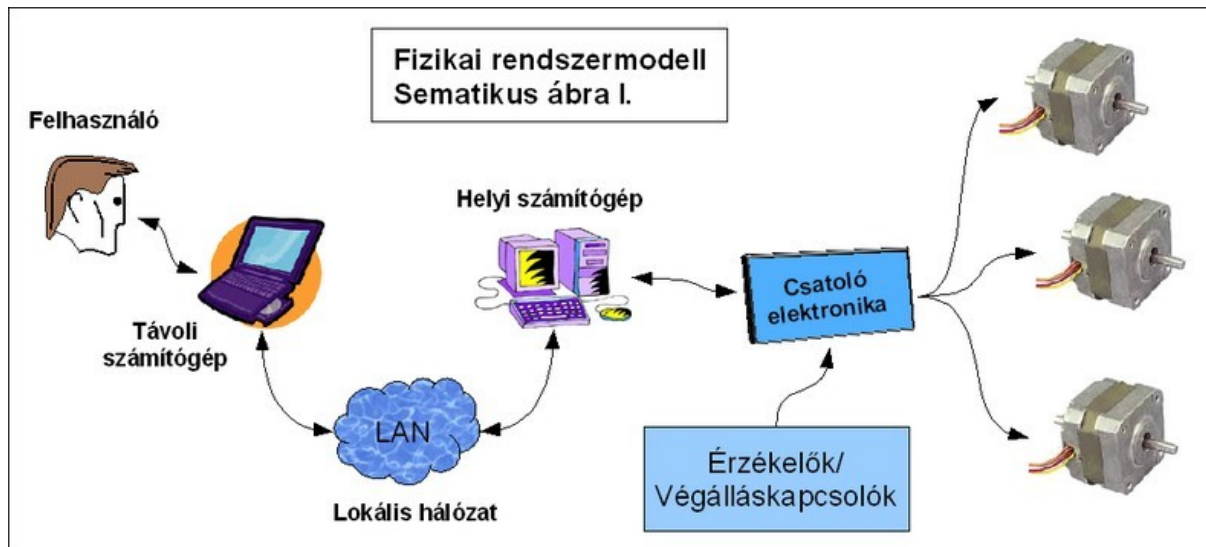 Fizikai rendszermodell
Sematikus ábra I.
Felhasználó
Helyi számítógép
Csatoló
elektronika
Távoli
számítógép
LAN
Érzékelők/
Végálláskapcsolók
Lokális hálózat